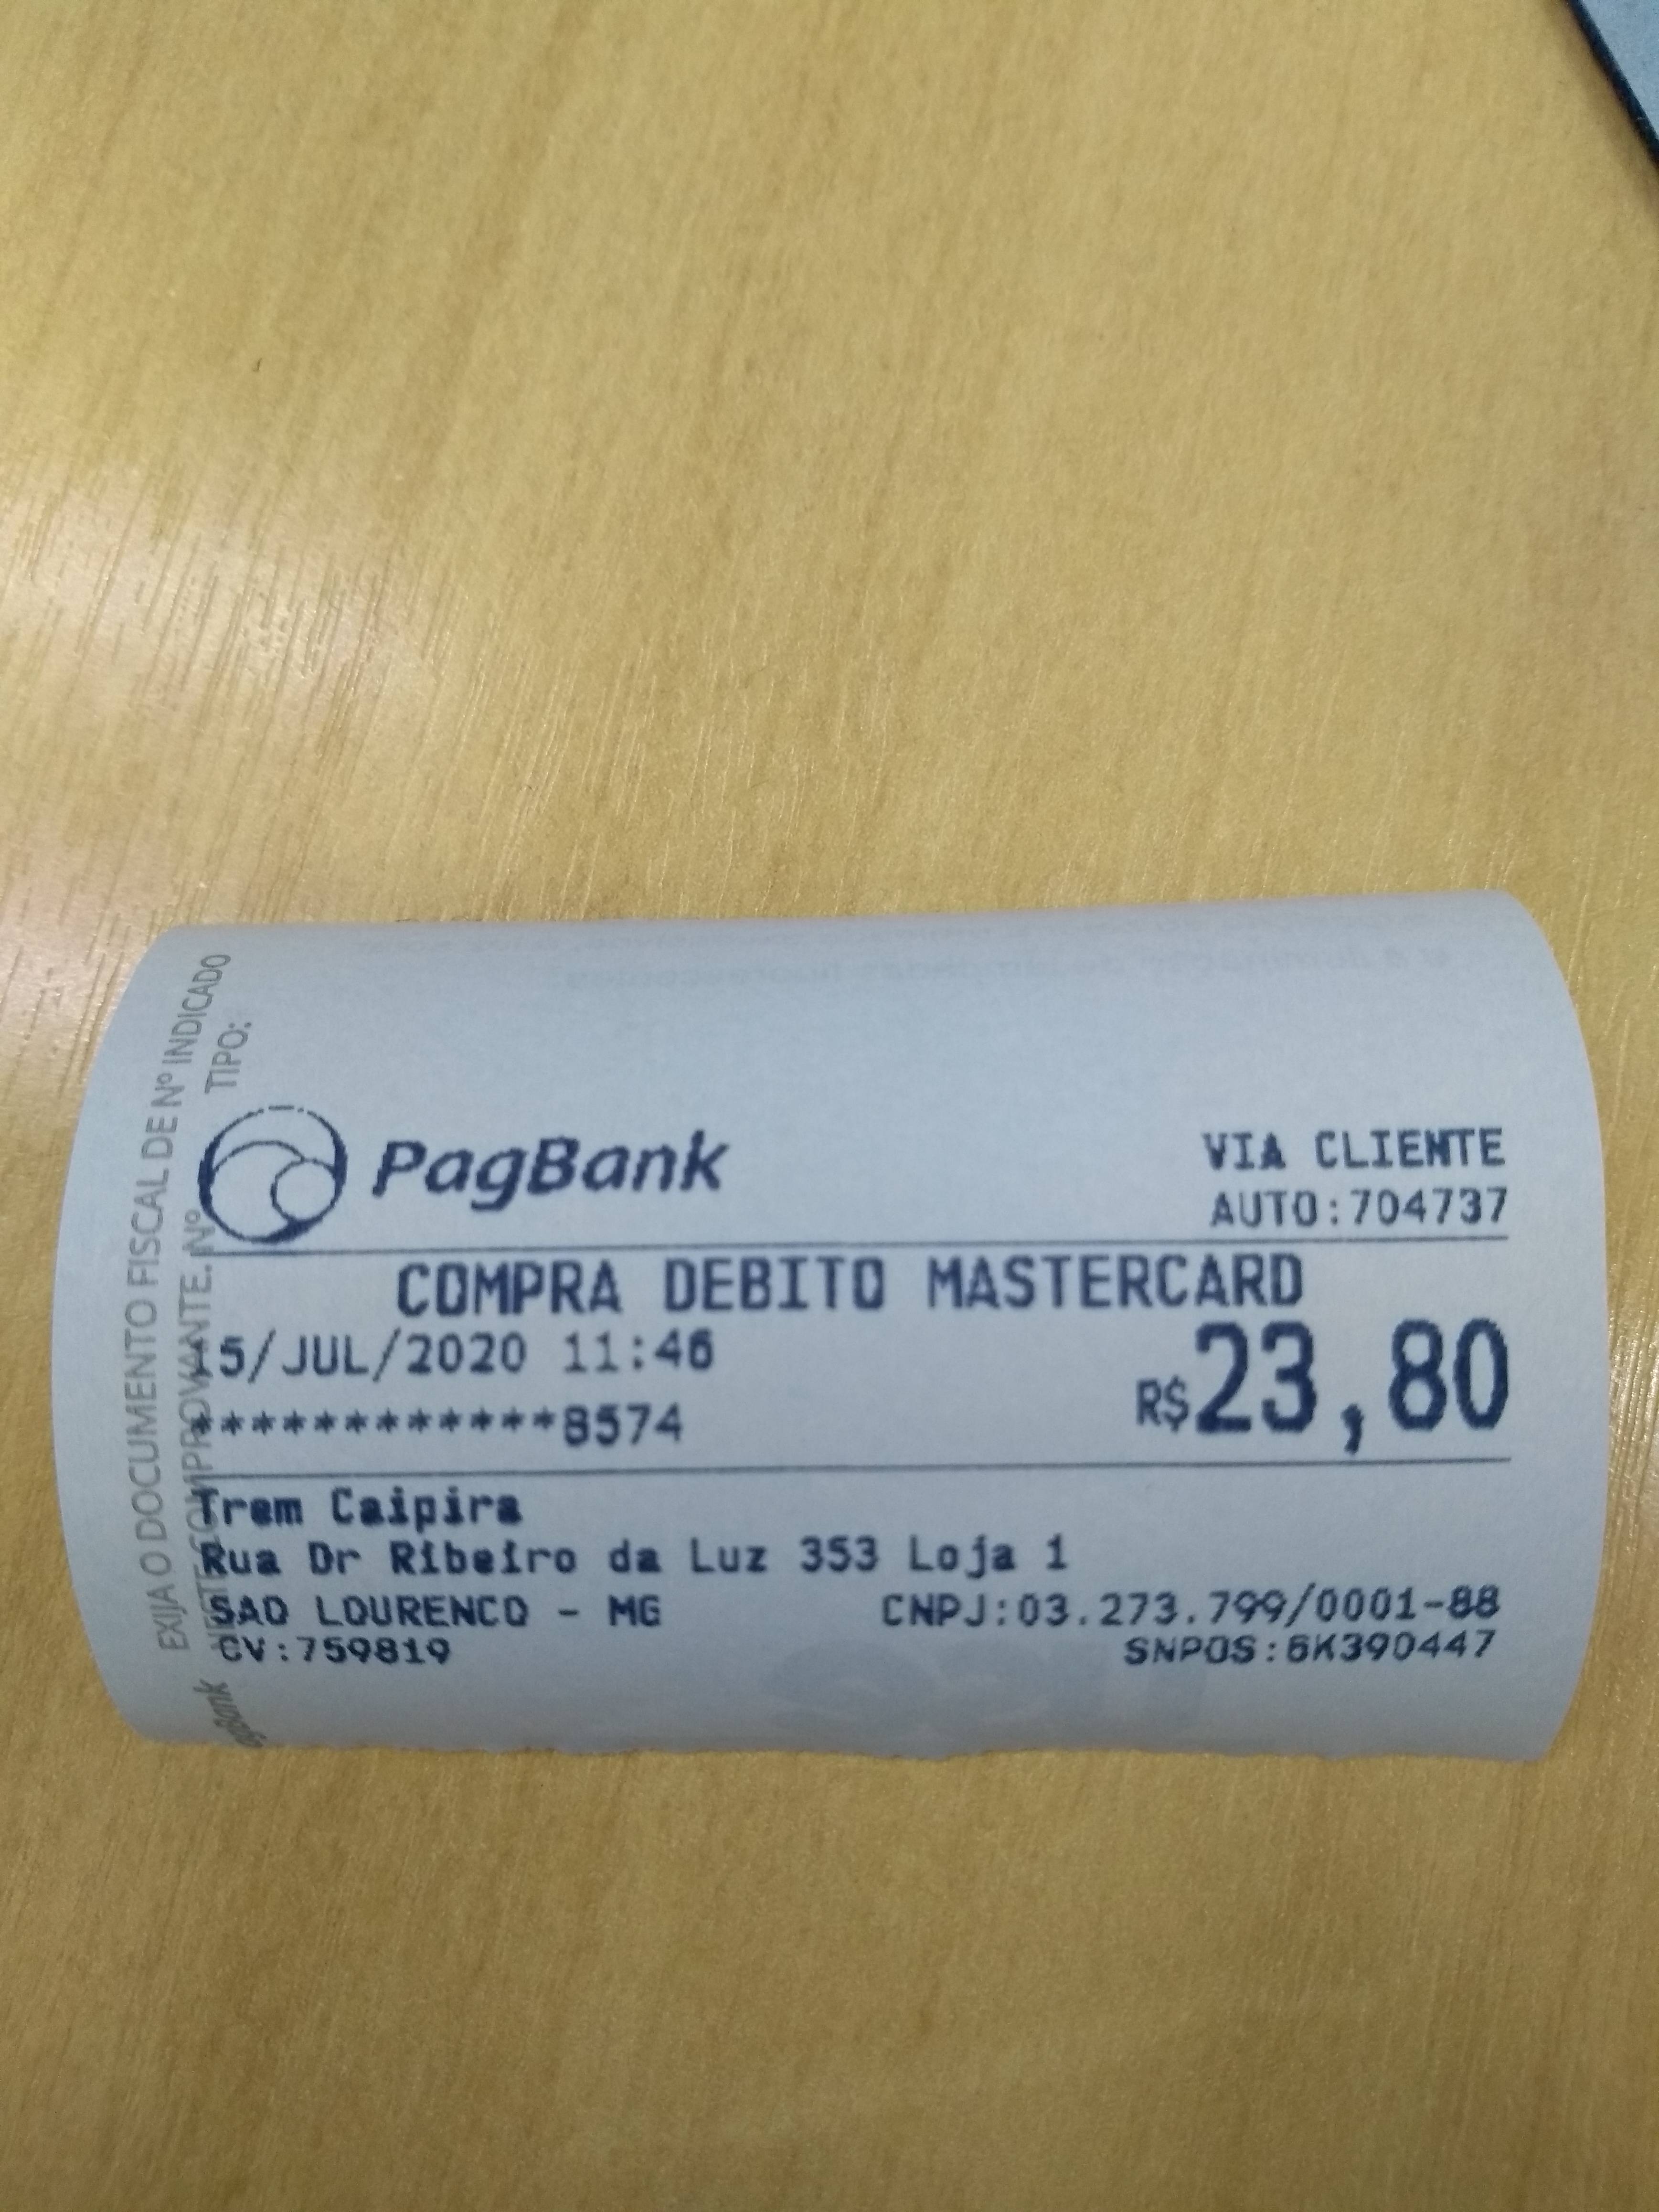 PagBank
VIA CLIENTE
AUTO:704737
COMPRA DEBITO MASTERCARD
15/JUL/2020 11:46
R$23,80
************8574
Trem Caipira
Rua Dr Ribeiro da Luz 353 Loja 1
SAO LOURENCO - MG CNPJ:03.273.799/0001-88
CV:759819 SNPOS:6K390447
EXIJA O DOCUMENTO FISCAL DE Nº INDICADO
NESTE COMPROVANTE. Nº TIPO: